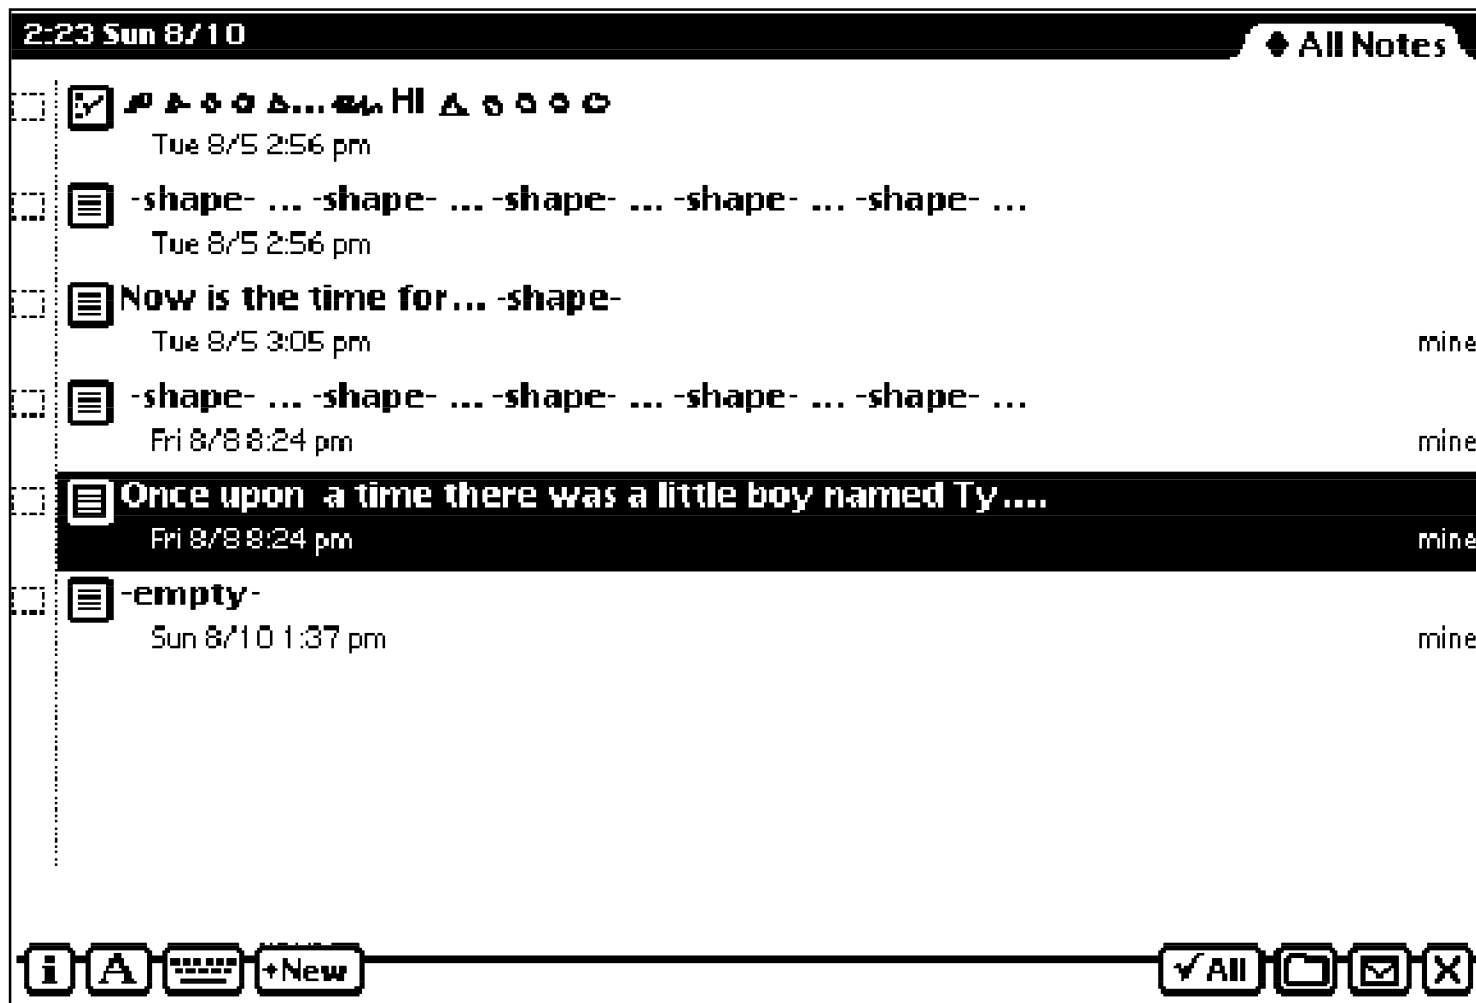 2:23 Sun 8/10
All Notes
HI
Tue 8/5 2:56 pm
-shape- ... -shape- ... -shape- ... -shape- ... -shape- ...
Tue 8/5 2:56 pm
Now is the time for... -shape-
Tue 8/5 3:05 pm
mine
-shape- ... -shape- ... -shape- ... -shape- ... -shape- ...
Fri 8/8 8:24 pm
mine
Once upon  a time there was a little boy named Ty....
Fri 8/8 8:24 pm
mine
-empty-
Sun 8/10 1:37 pm
mine
i A New
All X